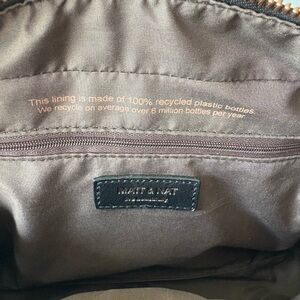 This lining is made of 100% recycled plastic bottles.
We recycle on average over 6 million bottles per year
MATT & NAT